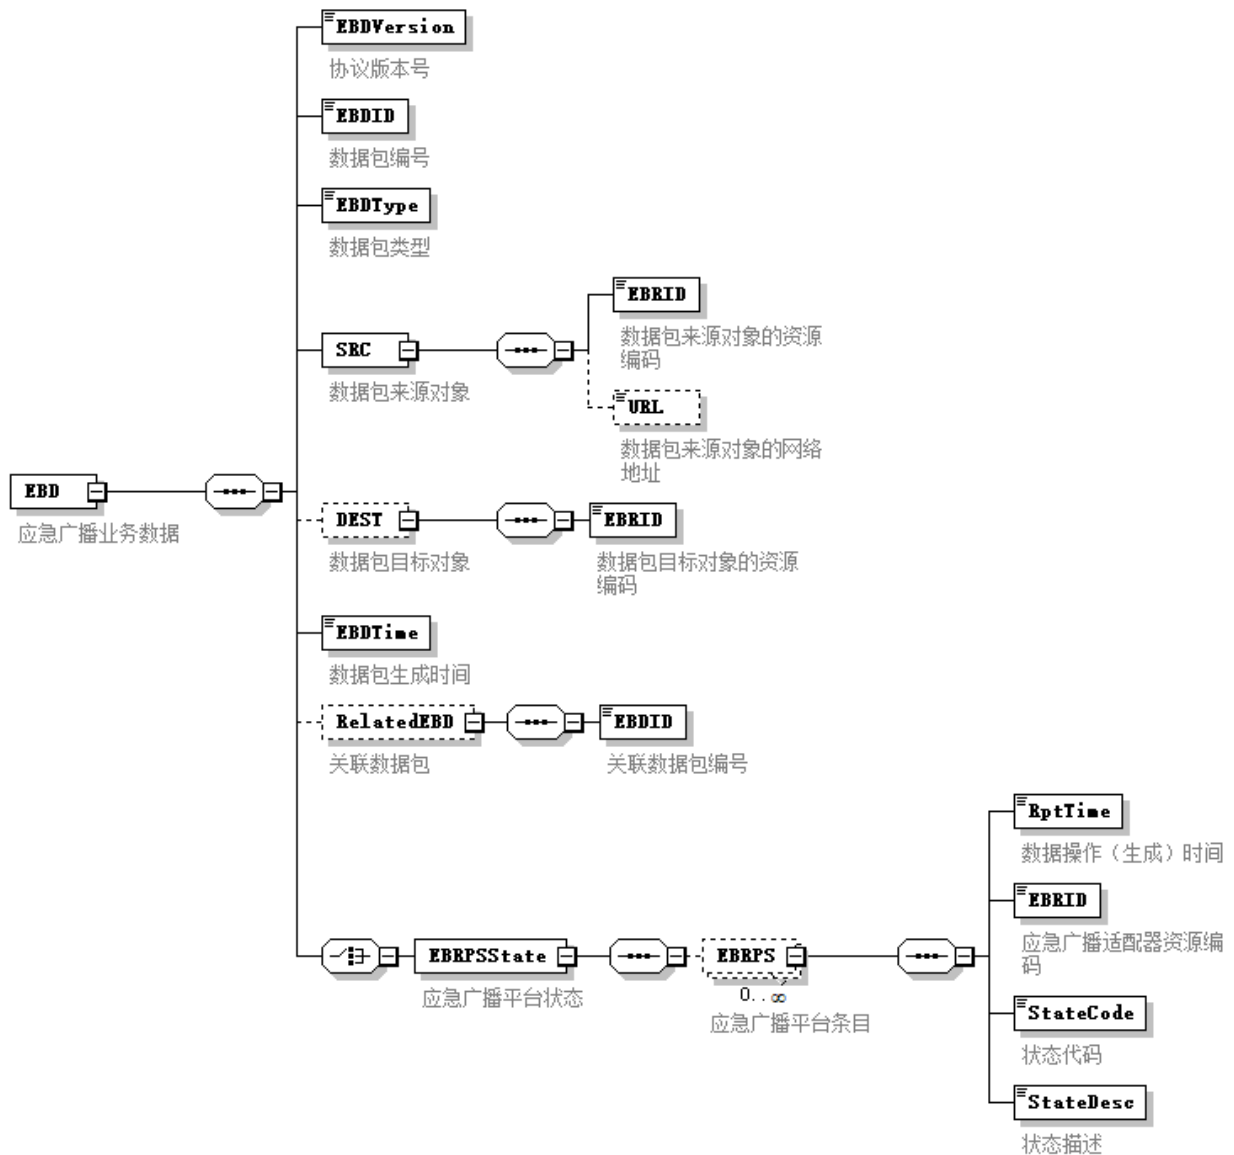 EBDVersion
协议版本号
EBDID
数据包编号
EBDType
数据包类型
EBRID
数据包来源对象的资源
编码
SRC
数据包来源对象
URL
数据包来源对象的网络
地址
EBD
应急广播业务数据
DEST
数据包目标对象
EBRID
数据包目标对象的资源
编码
EBDTime
数据包生成时间
RelatedEBD
关联数据包
EBDID
关联数据包编号
RptTime
数据操作（生成）时间
EBRID
应急广播适配器资源编
码
EBRPSState
应急广播平台状态
EBRPS
0..∞
应急广播平台条目
StateCode
状态代码
StateDesc
状态描述